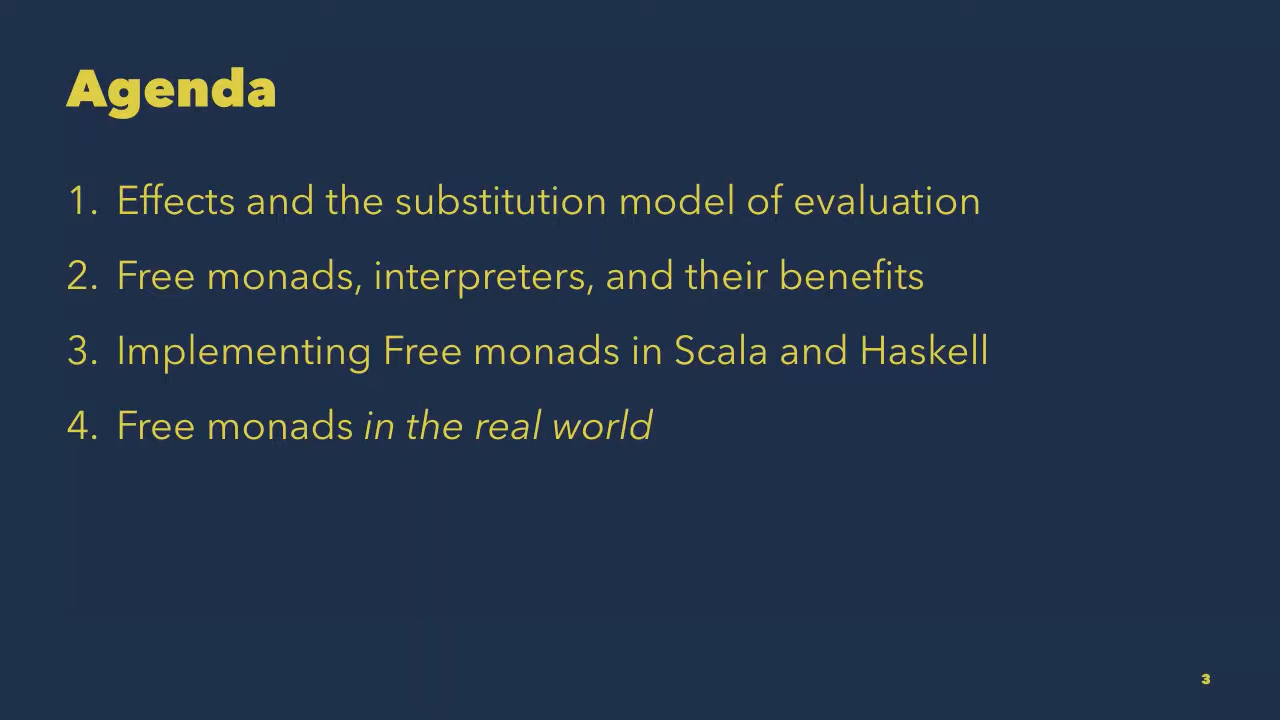 Agenda
1. Effects and the substitution model of evaluation
2. Free monads, interpreters, and their benefits
3. Implementing Free monads in Scala and Haskell
4. Free monads in the real world
3